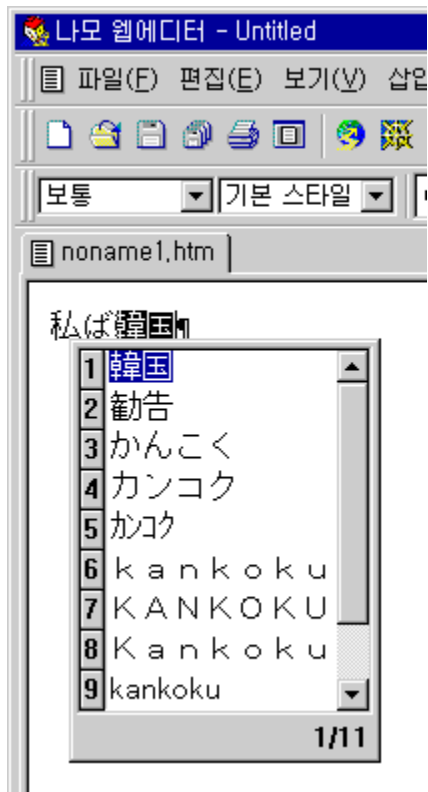 나모 웹에디터 - Untitled
파일(F) 편집(E) 보기(V) 삽입
보통 기본 스타일
noname1.htm
私ば韓国¶
1 韓国
2 勧告
3 かんこく
4 カンコク
5 ｶﾝｺｸ
6 ｋａｎｋｏｋｕ
7 ＫＡＮＫＯＫＵ
8 Ｋａｎｋｏｋｕ
9 kankoku
1/11